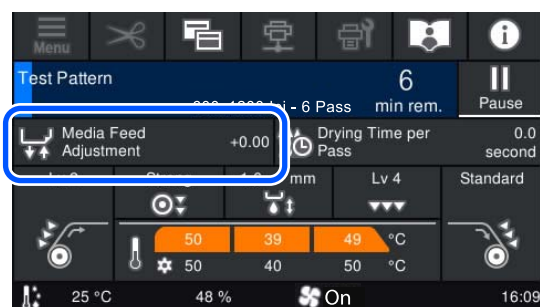 Menu
Test Pattern
6
- 6 Pass
min rem.
Pause
Media Feed
Adjustment
+0.00
Drying Time per
Pass
0.0
second
mm
Lv 4
Standard
50 39 49 °C
50 40 50 °C
25 °C
48 %
On
16:09